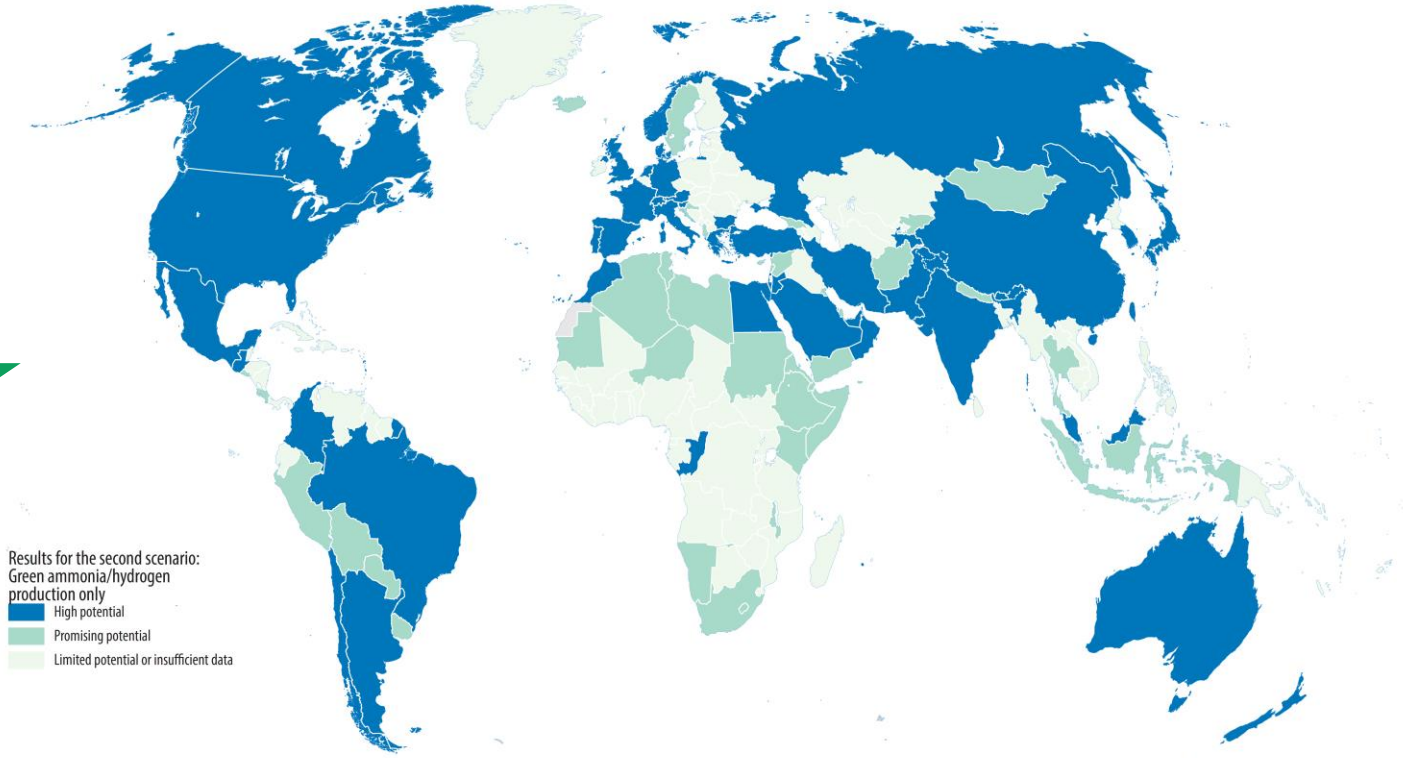 Results for the second scenario:
Green ammonia/hydrogen
production only
High potential
Promising potential
Limited potential or insufficient data